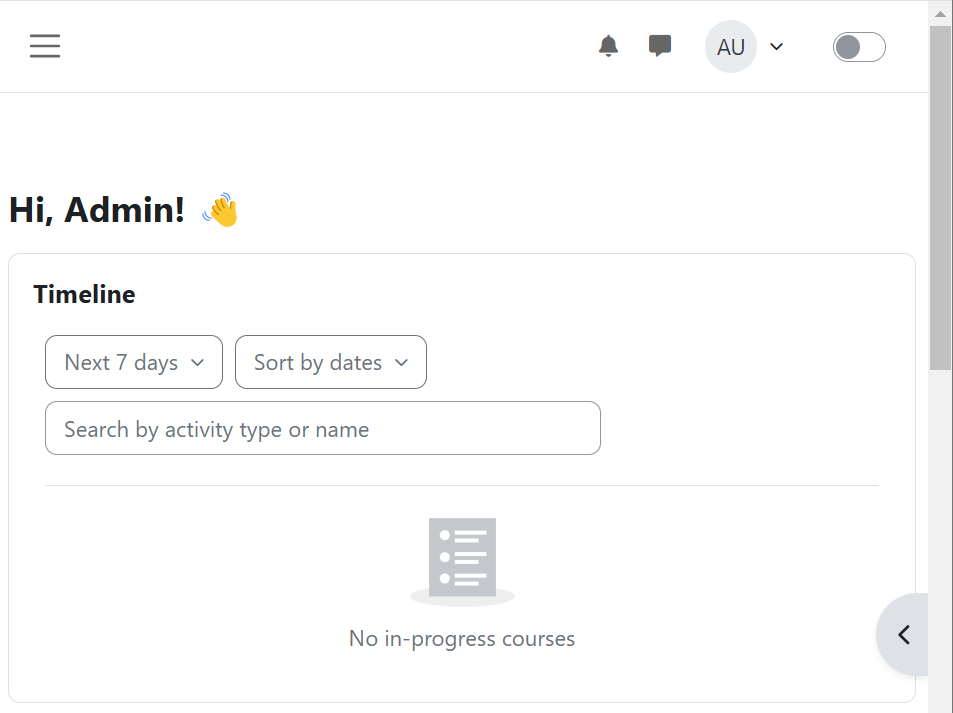 AU
Hi, Admin! 👋
Timeline
Next 7 days
Sort by dates
Search by activity type or name
No in-progress courses